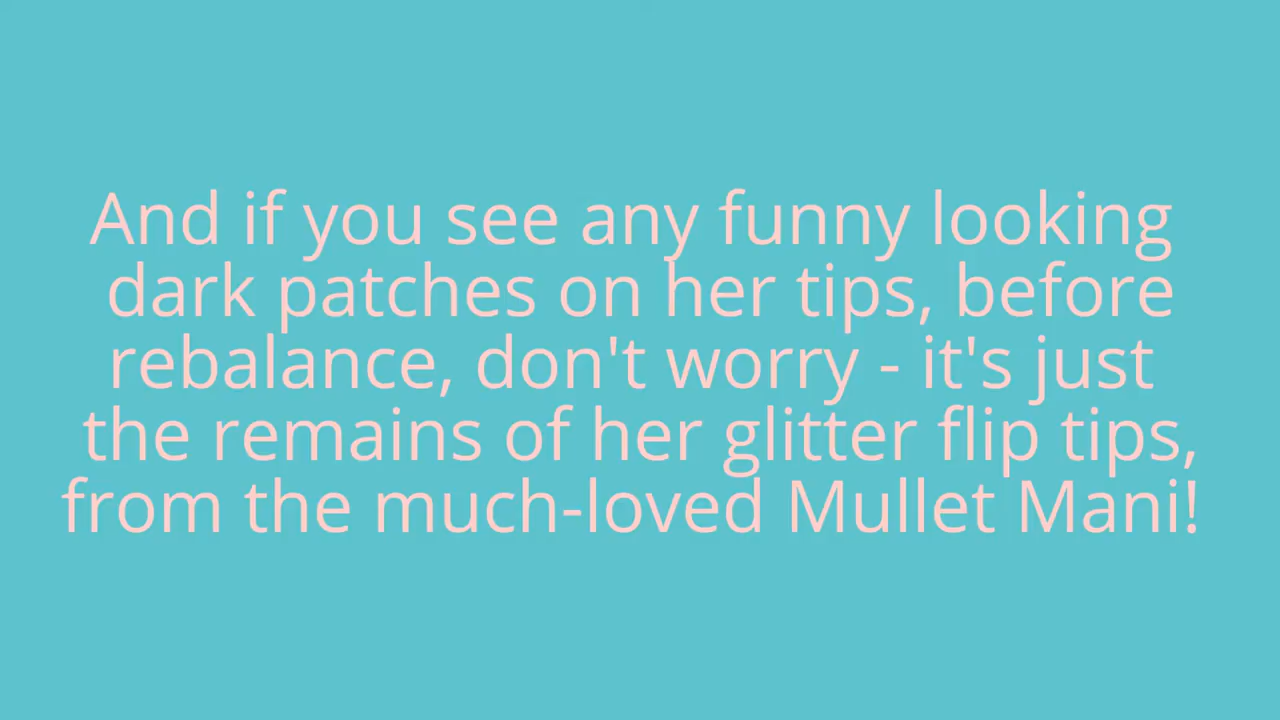 And if you see any funny looking
dark patches on her tips, before
rebalance, don't worry - it's just
the remains of her glitter flip tips,
from the much-loved Mullet Mani!